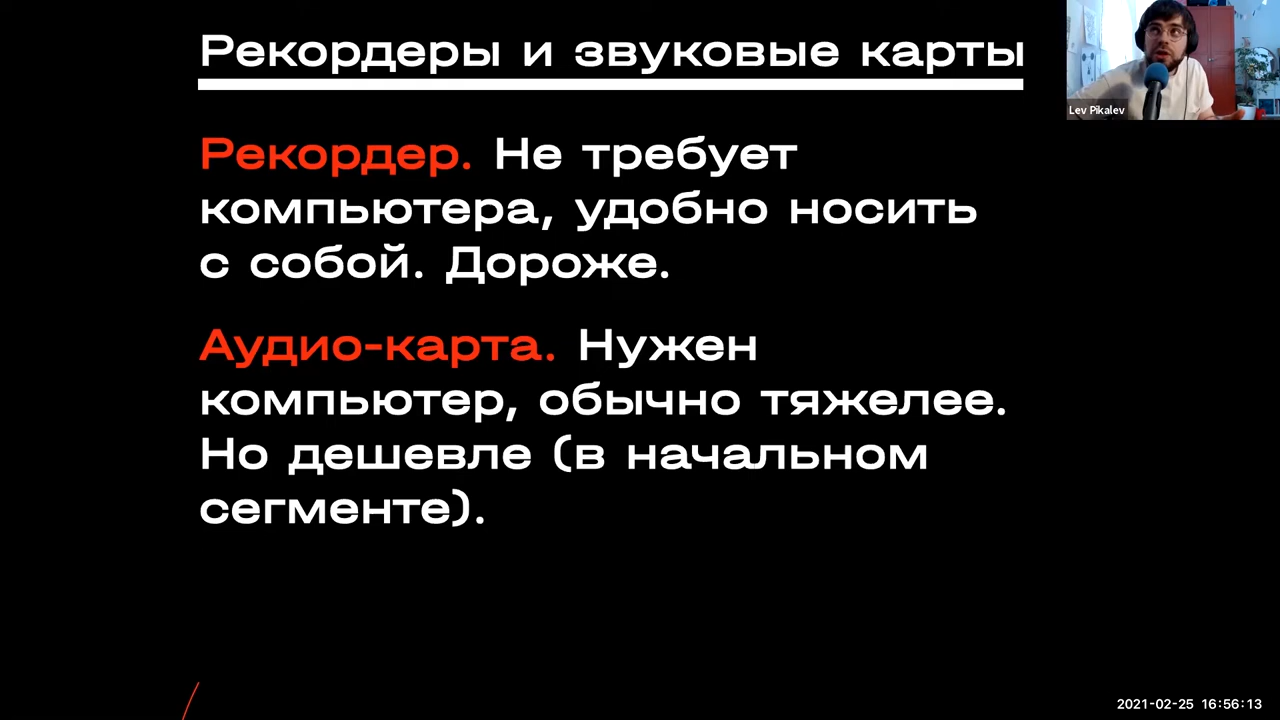 Рекордеры и звуковые карты
Lev Pikalev
Рекордер. Не требует
компьютера, удобно носить
с собой. Дороже.
Аудио-карта. Нужен
компьютер, обычно тяжелее.
Но дешевле (в начальном
сегменте).
2021-02-25 16:56:13